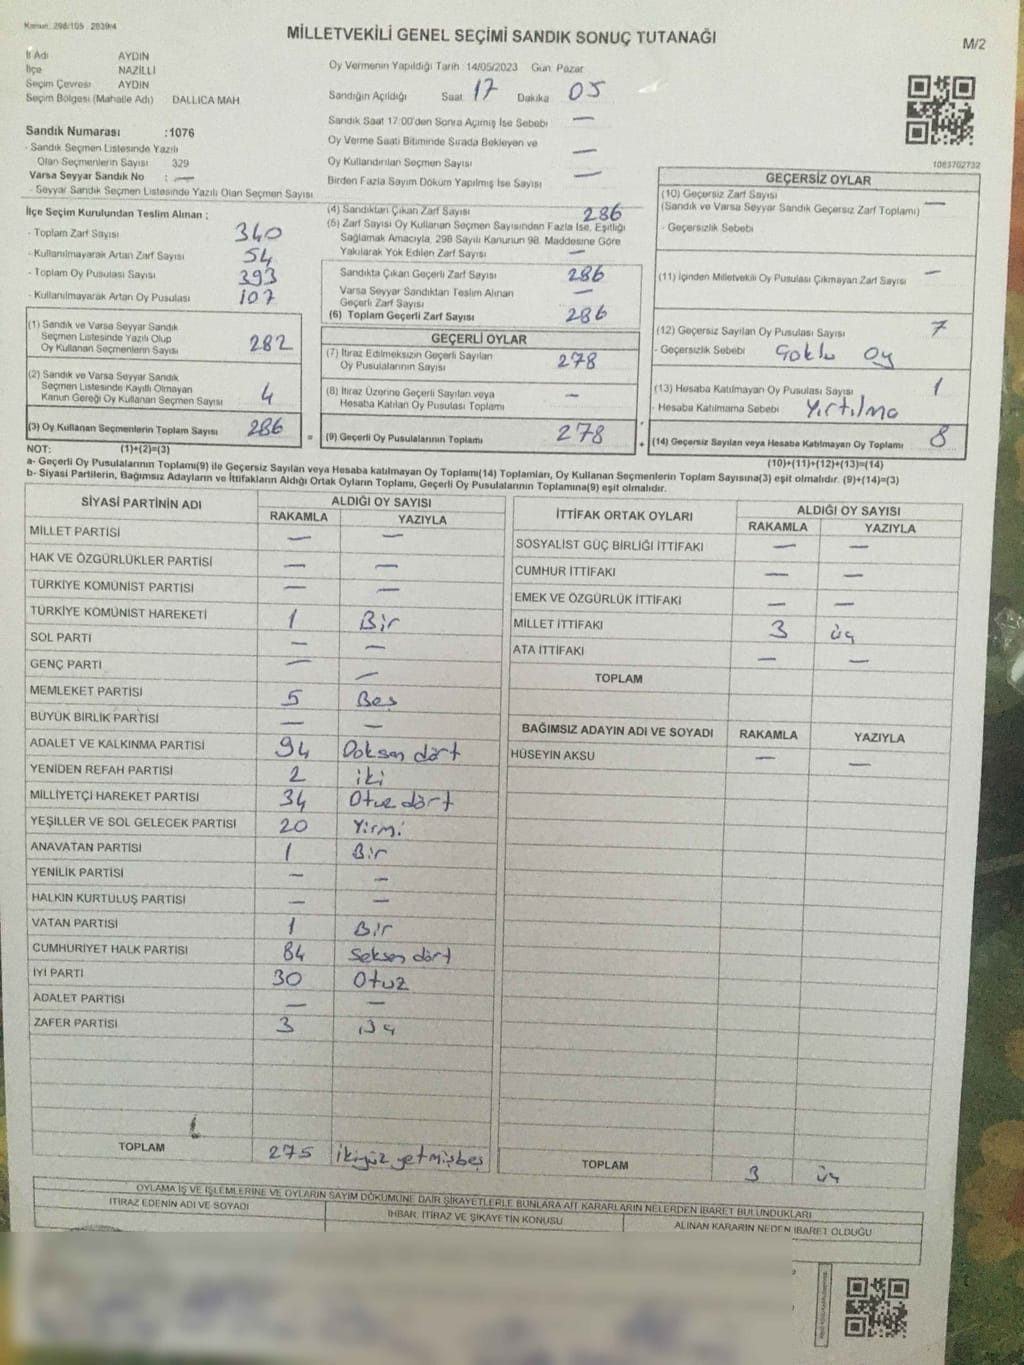 Kanun: 298/105
MİLLETVEKİLİ GENEL SEÇİMİ SANDIK SONUÇ TUTANAĞI
M/2
İl Adı AYDIN
İlçe NAZİLLİ
Seçim Çevresi AYDIN
Seçim Bölgesi (Mahalle Adı) DALLICA MAH
Sandık Numarası :1076
- Sandık Seçmen Listesinde Yazılı
Olan Seçmenlerin Sayısı 329
Varsa Seyyar Sandık No : —
- Seyyar Sandık Seçmen Listesinde Yazılı Olan Seçmen Sayısı
Oy Vermenin Yapıldığı Tarih :14/05/2023 Gün: Pazar
Sandığın Açıldığı Saat 17 Dakika 05
Sandık Saat 17:00'den Sonra Açımış İse Sebebi —
Oy Verme Saati Bitiminde Sırada Bekleyen ve
Oy Kullandırılan Seçmen Sayısı —
Birden Fazla Sayım Döküm Yapılmış İse Sayısı —
1083702732
İlçe Seçim Kurulundan Teslim Alınan ;
- Toplam Zarf Sayısı 340
- Kullanılmayarak Artan Zarf Sayısı 54
- Toplam Oy Pusulası Sayısı 393
- Kullanılmayarak Artan Oy Pusulası 107
(1) Sandık ve Varsa Seyyar Sandık
Seçmen Listesinde Yazılı Olup
Oy Kullanan Seçmenlerin Sayısı 282
(2) Sandık ve Varsa Seyyar Sandık
Seçmen Listesinde Kayıtlı Olmayan
Kanun Gereği Oy Kullanan Seçmen Sayısı 4
(3) Oy Kullanan Seçmenlerin Toplam Sayısı 286
(4) Sandıktan Çıkan Zarf Sayısı 286
(5) Zarf Sayısı Oy Kullanan Seçmen Sayısından Fazla İse, Eşitliği
Sağlamak Amacıyla, 298 Sayılı Kanunun 98. Maddesine Göre
Yakılarak Yok Edilen Zarf Sayısı —
Sandıkta Çıkan Geçerli Zarf Sayısı 286
Varsa Seyyar Sandıktan Teslim Alınan
Geçerli Zarf Sayısı —
(6) Toplam Geçerli Zarf Sayısı 286
GEÇERLİ OYLAR
(7) İtiraz Edilmeksizin Geçerli Sayılan
Oy Pusulalarının Sayısı 278
(8) İtiraz Üzerine Geçerli Sayılan veya
Hesaba Katılan Oy Pusulası Toplamı —
= (9) Geçerli Oy Pusulalarının Toplamı 278
GEÇERSİZ OYLAR
(10) Geçersiz Zarf Sayısı
(Sandık ve Varsa Seyyar Sandık Geçersiz Zarf Toplamı) —
- Geçersizlik Sebebi
(11) İçinden Milletvekili Oy Pusulası Çıkmayan Zarf Sayısı —
(12) Geçersiz Sayılan Oy Pusulası Sayısı 7
- Geçersizlik Sebebi Çoklu Oy
(13) Hesaba Katılmayan Oy Pusulası Sayısı 1
- Hesaba Katılmama Sebebi Yırtılma
+ (14) Geçersiz Sayılan veya Hesaba Katılmayan Oy Toplamı 8
NOT: (1)+(2)=(3) (10)+(11)+(12)+(13)=(14)
a- Geçerli Oy Pusulalarının Toplamı(9) ile Geçersiz Sayılan veya Hesaba katılmayan Oy Toplamı(14) Toplamları, Oy Kullanan Seçmenlerin Toplam Sayısına(3) eşit olmalıdır. (9)+(14)=(3)
b- Siyasi Partilerin, Bağımsız Adayların ve İttifakların Aldığı Ortak Oyların Toplamı, Geçerli Oy Pusulalarının Toplamına(9) eşit olmalıdır.
SİYASİ PARTİNİN ADI ALDIĞI OY SAYISI
RAKAMLA YAZIYLA
MİLLET PARTİSİ — —
HAK VE ÖZGÜRLÜKLER PARTİSİ — —
TÜRKİYE KOMÜNİST PARTİSİ — —
TÜRKİYE KOMÜNİST HAREKETİ 1 Bir
SOL PARTİ — —
GENÇ PARTİ — —
MEMLEKET PARTİSİ 5 Beş
BÜYÜK BİRLİK PARTİSİ — —
ADALET VE KALKINMA PARTİSİ 94 Doksan dört
YENİDEN REFAH PARTİSİ 2 iki
MİLLİYETÇİ HAREKET PARTİSİ 34 Otuz dört
YEŞİLLER VE SOL GELECEK PARTİSİ 20 Yirmi
ANAVATAN PARTİSİ 1 Bir
YENİLİK PARTİSİ — —
HALKIN KURTULUŞ PARTİSİ — —
VATAN PARTİSİ 1 Bir
CUMHURİYET HALK PARTİSİ 84 Seksen dört
İYİ PARTİ 30 Otuz
ADALET PARTİSİ — —
ZAFER PARTİSİ 3 üç
TOPLAM 275 İkiyüz yetmişbeş
İTTİFAK ORTAK OYLARI ALDIĞI OY SAYISI
RAKAMLA YAZIYLA
SOSYALİST GÜÇ BİRLİĞİ İTTİFAKI — —
CUMHUR İTTİFAKI — —
EMEK VE ÖZGÜRLÜK İTTİFAKI — —
MİLLET İTTİFAKI 3 üç
ATA İTTİFAKI — —
TOPLAM
BAĞIMSIZ ADAYIN ADI VE SOYADI RAKAMLA YAZIYLA
HÜSEYİN AKSU — —
TOPLAM 3 üç
OYLAMA İŞ VE İŞLEMLERİNE VE OYLARIN SAYIM DÖKÜMÜNE DAİR ŞİKAYETLERLE BUNLARA AİT KARARLARIN NELERDEN İBARET BULUNDUKLARI
İTİRAZ EDENİN ADI VE SOYADI İHBAR, İTİRAZ VE ŞİKAYETİN KONUSU ALINAN KARARIN NEDEN İBARET OLDUĞU